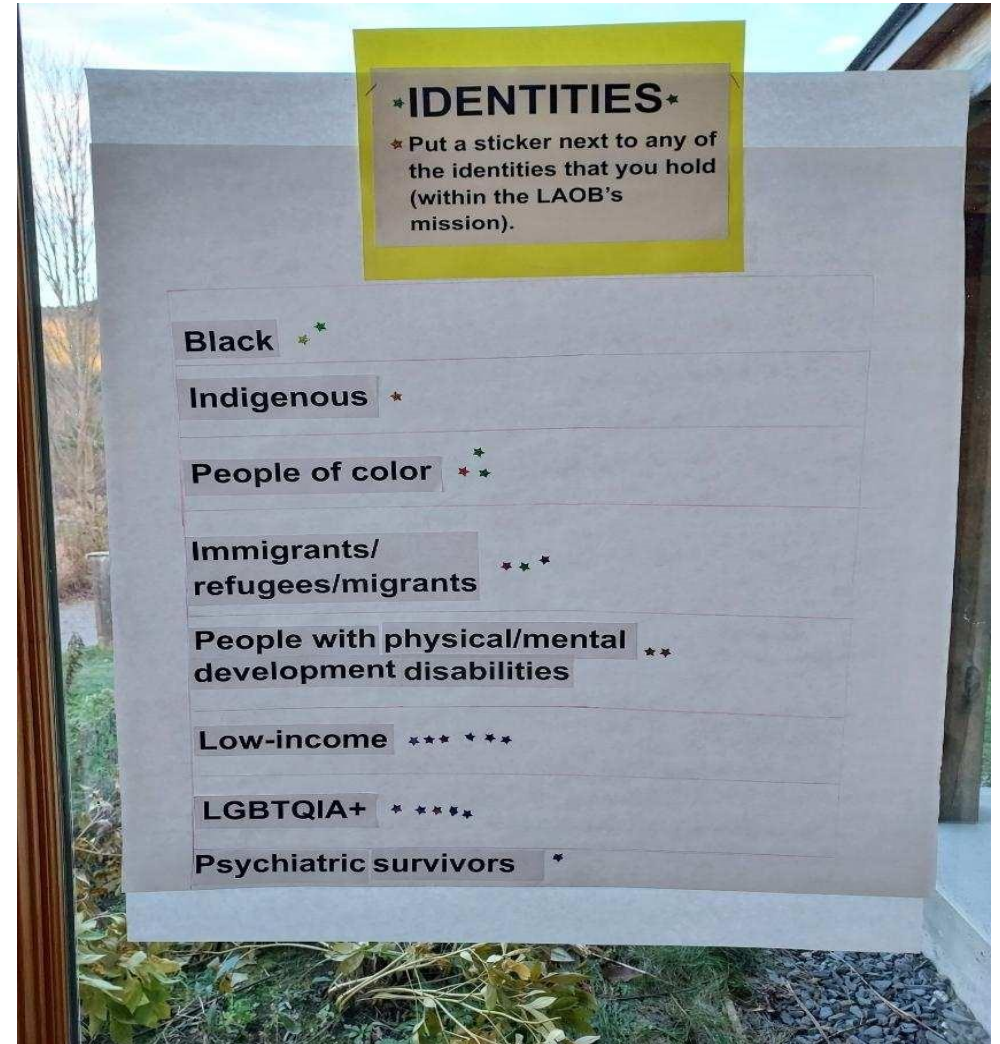 IDENTITIES
Put a sticker next to any of
the identities that you hold
(within the LAOB's
mission).
Black
Indigenous
People of color
Immigrants/
refugees/migrants
People with physical/mental
development disabilities
Low-income
LGBTQIA+
Psychiatric survivors